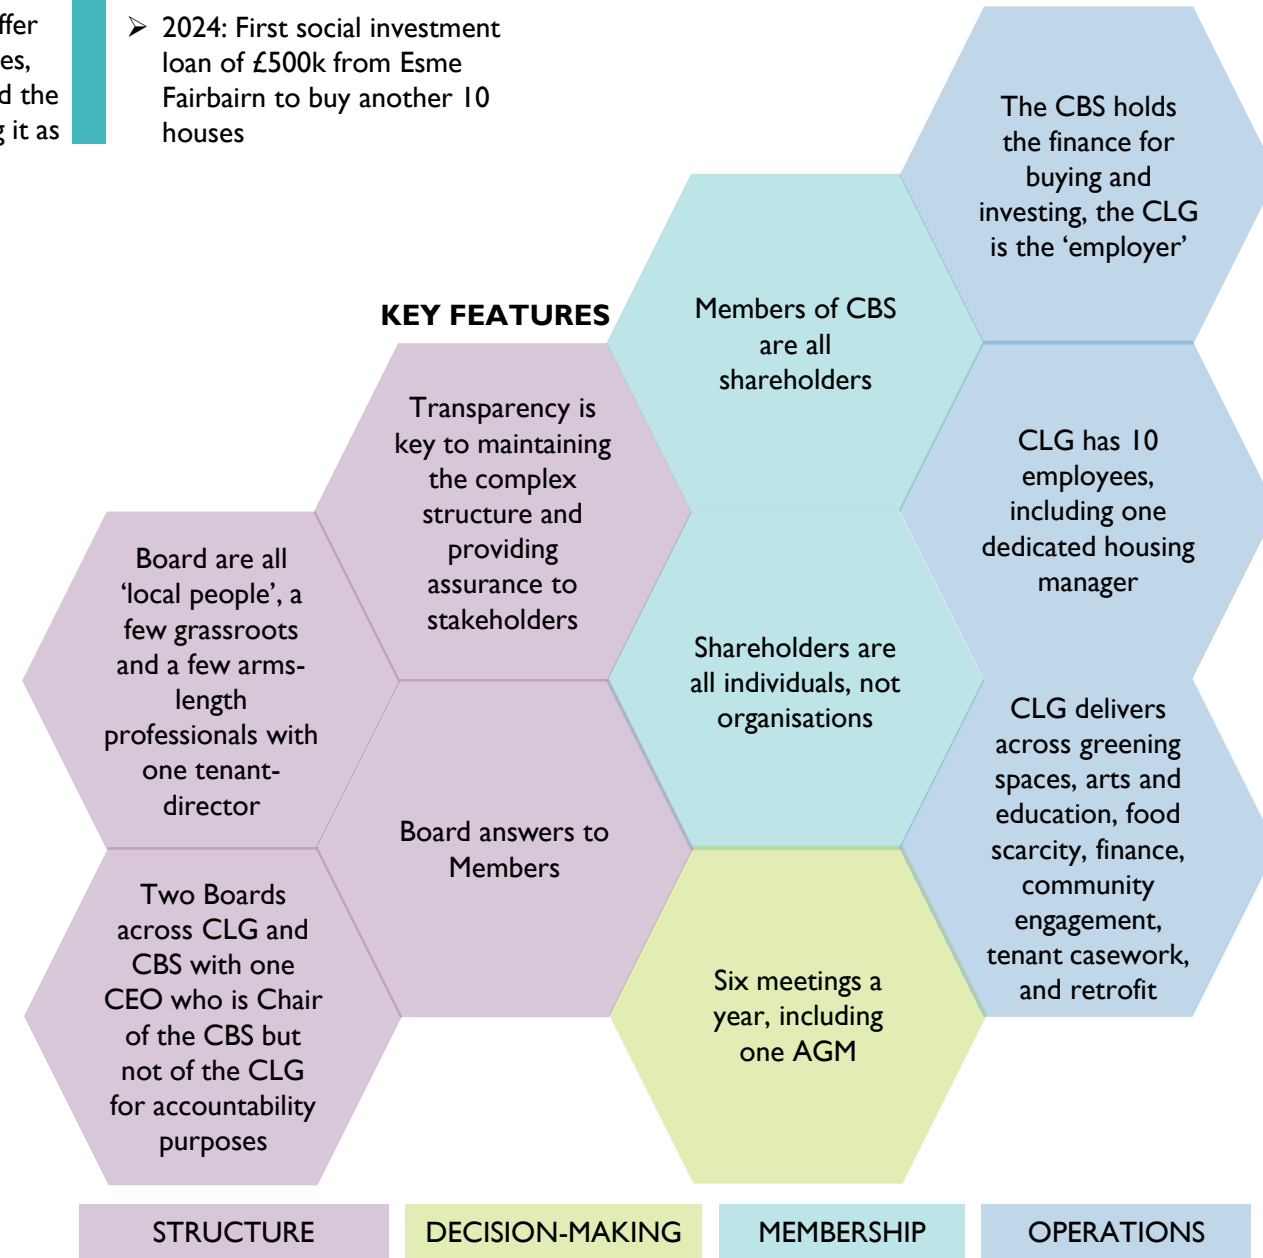 ffer
es,
d the
g it as
➢ 2024: First social investment
loan of £500k from Esme
Fairbairn to buy another 10
houses
KEY FEATURES
Board are all
‘local people’, a
few grassroots
and a few arms-
length
professionals with
one tenant-
director
Two Boards
across CLG and
CBS with one
CEO who is Chair
of the CBS but
not of the CLG
for accountability
purposes
Transparency is
key to maintaining
the complex
structure and
providing
assurance to
stakeholders
Board answers to
Members
Members of CBS
are all
shareholders
Shareholders are
all individuals, not
organisations
Six meetings a
year, including
one AGM
The CBS holds
the finance for
buying and
investing, the CLG
is the ‘employer’
CLG has 10
employees,
including one
dedicated housing
manager
CLG delivers
across greening
spaces, arts and
education, food
scarcity, finance,
community
engagement,
tenant casework,
and retrofit
STRUCTURE
DECISION-MAKING
MEMBERSHIP
OPERATIONS